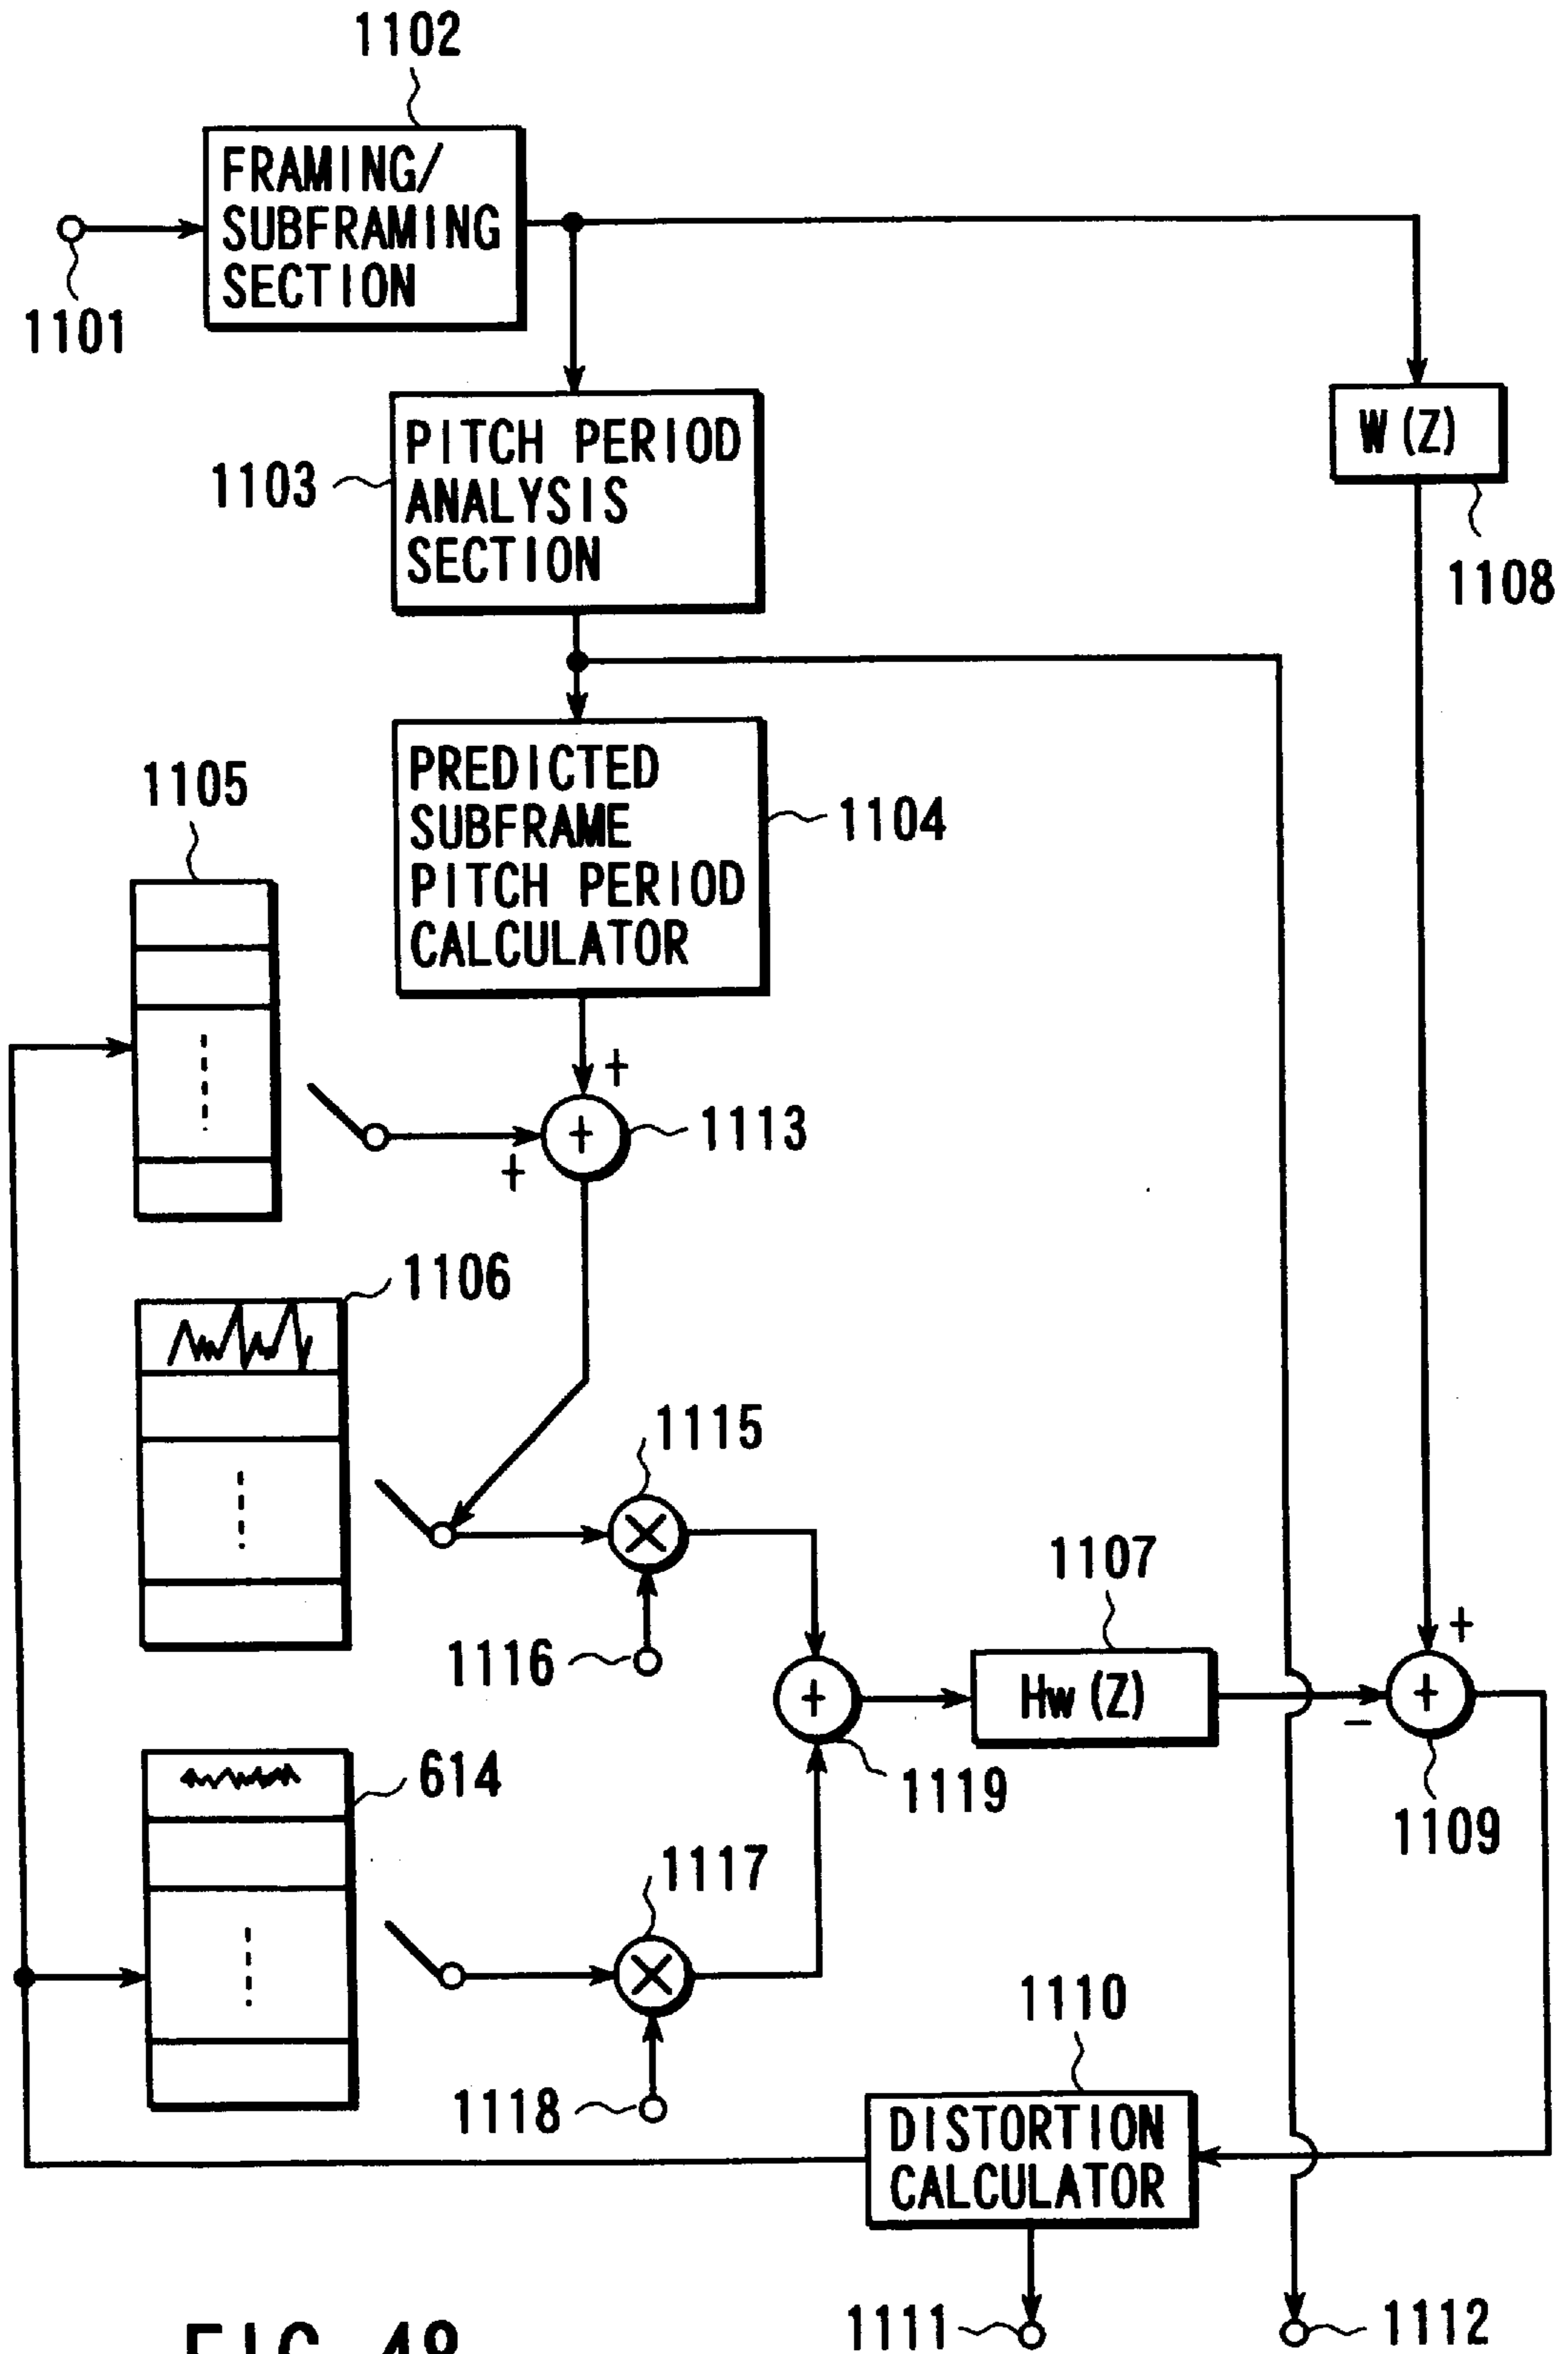 1102
FRAMING/
SUBFRAMING
SECTION
1101
PITCH PERIOD
ANALYSIS
SECTION
1103
W(Z)
1108
PREDICTED
SUBFRAME
PITCH PERIOD
CALCULATOR
1104
1105
+
+
+
1113
1106
1115
1116
1107
+
Hw(Z)
+
+
−
1119
1109
614
1117
1118
1110
DISTORTION
CALCULATOR
1111
1112